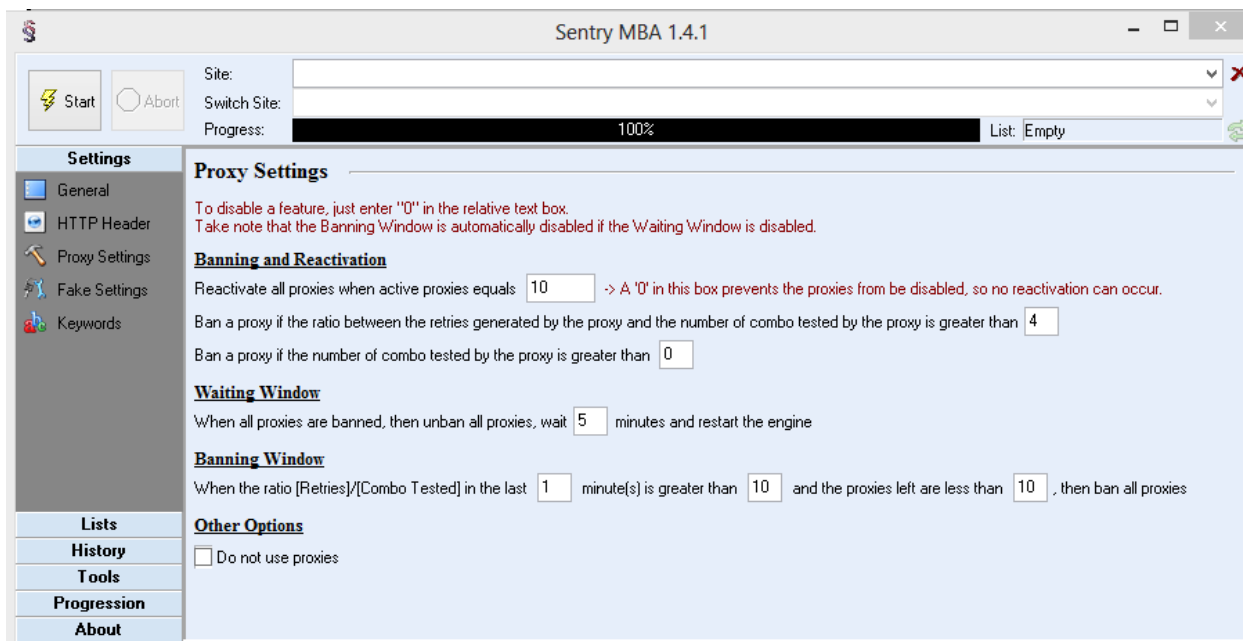 Sentry MBA 1.4.1
Start
Abort
Site:
Switch Site:
Progress:
100%
List:
Empty
Settings
General
HTTP Header
Proxy Settings
Fake Settings
Keywords
Lists
History
Tools
Progression
About
Proxy Settings
To disable a feature, just enter "0" in the relative text box.
Take note that the Banning Window is automatically disabled if the Waiting Window is disabled.
Banning and Reactivation
Reactivate all proxies when active proxies equals 10 -> A '0' in this box prevents the proxies from be disabled, so no reactivation can occur.
Ban a proxy if the ratio between the retries generated by the proxy and the number of combo tested by the proxy is greater than 4
Ban a proxy if the number of combo tested by the proxy is greater than 0
Waiting Window
When all proxies are banned, then unban all proxies, wait 5 minutes and restart the engine
Banning Window
When the ratio [Retries]/[Combo Tested] in the last 1 minute(s) is greater than 10 and the proxies left are less than 10 , then ban all proxies
Other Options
Do not use proxies